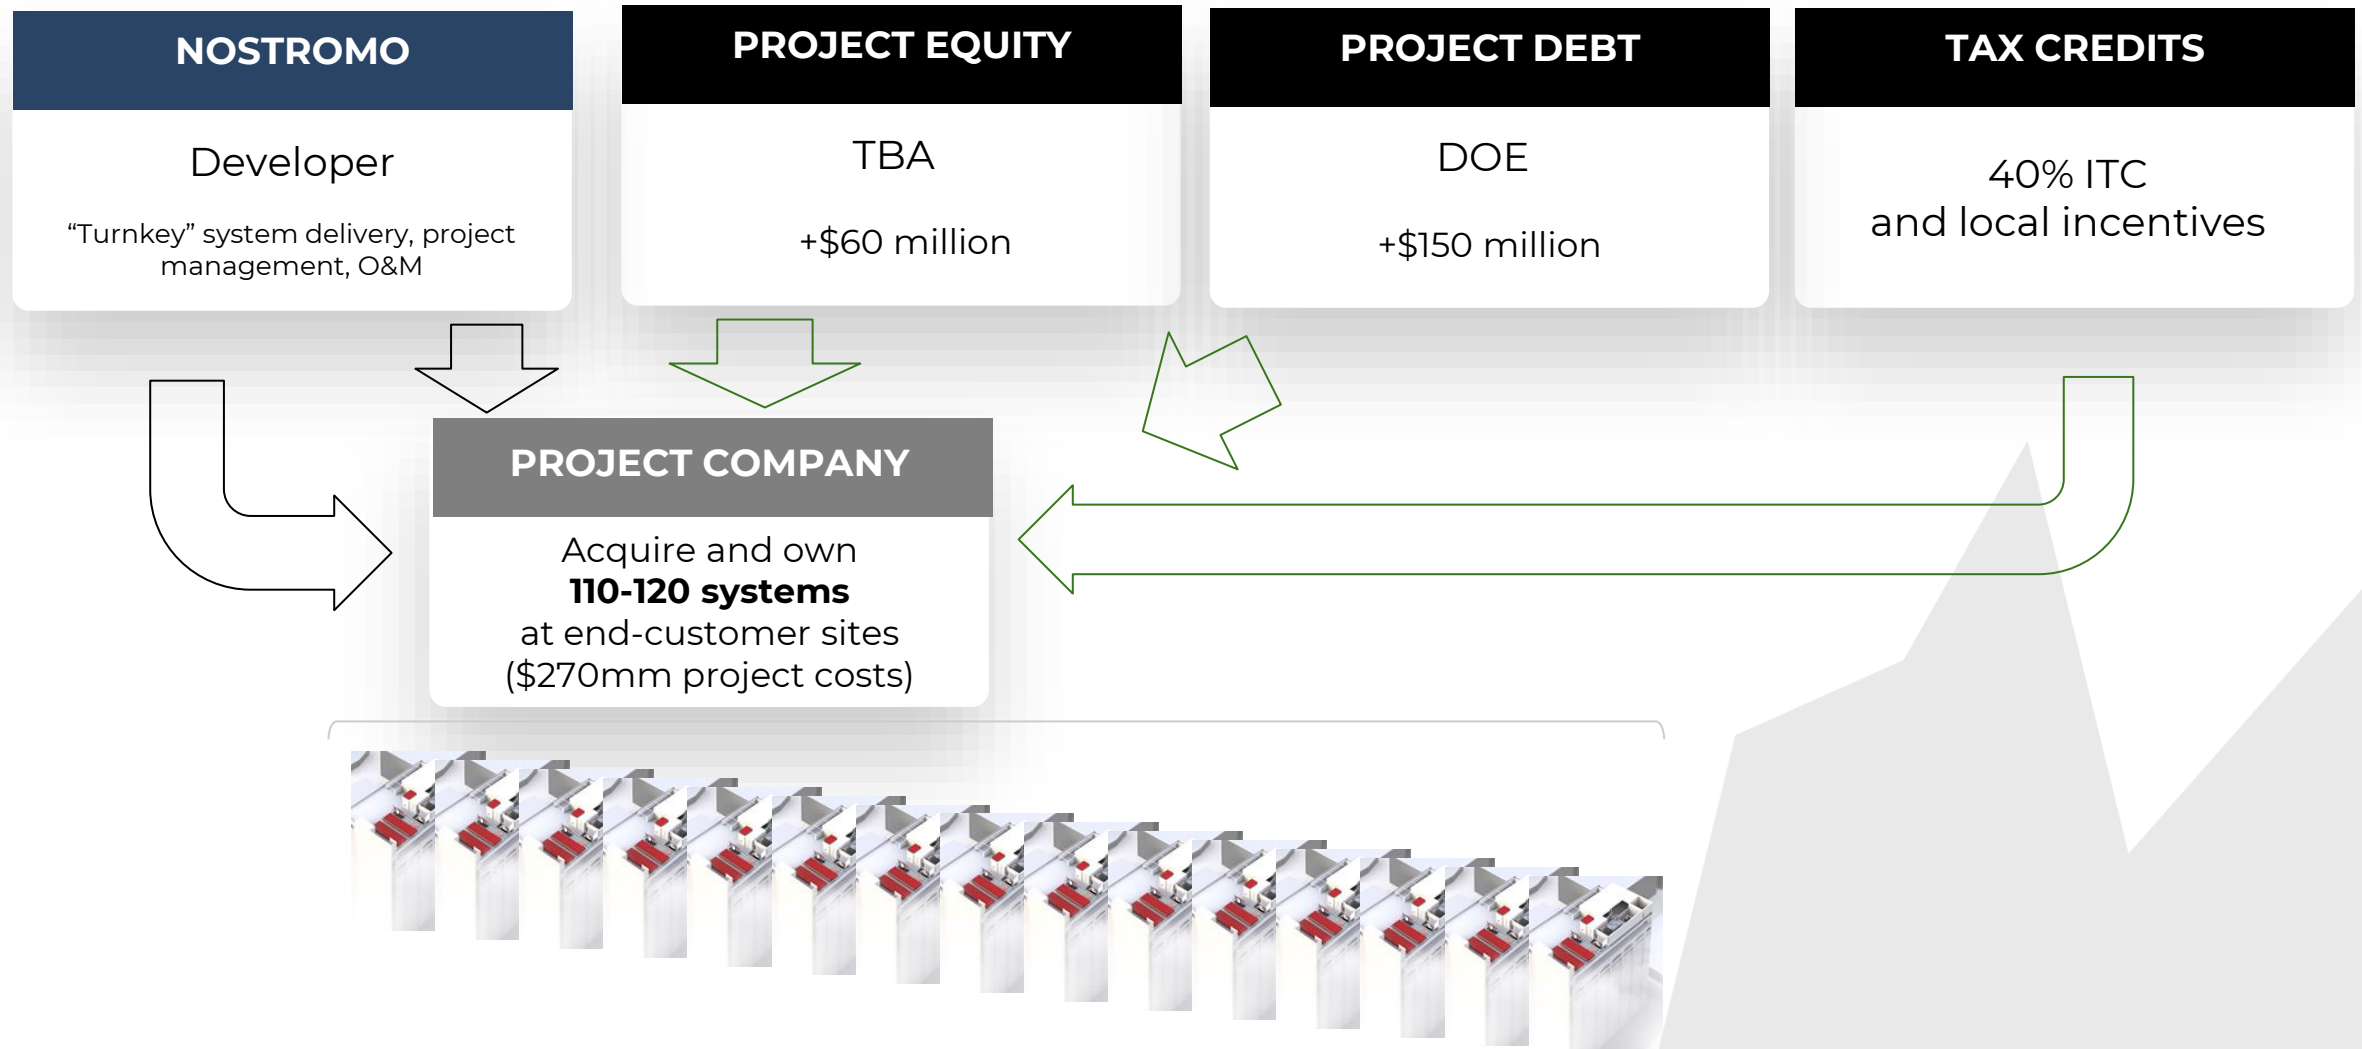 NOSTROMO
Developer
“Turnkey” system delivery, project
management, O&M
PROJECT EQUITY
TBA
+$60 million
PROJECT DEBT
DOE
+$150 million
TAX CREDITS
40% ITC
and local incentives
PROJECT COMPANY
Acquire and own
110-120 systems
at end-customer sites
($270mm project costs)